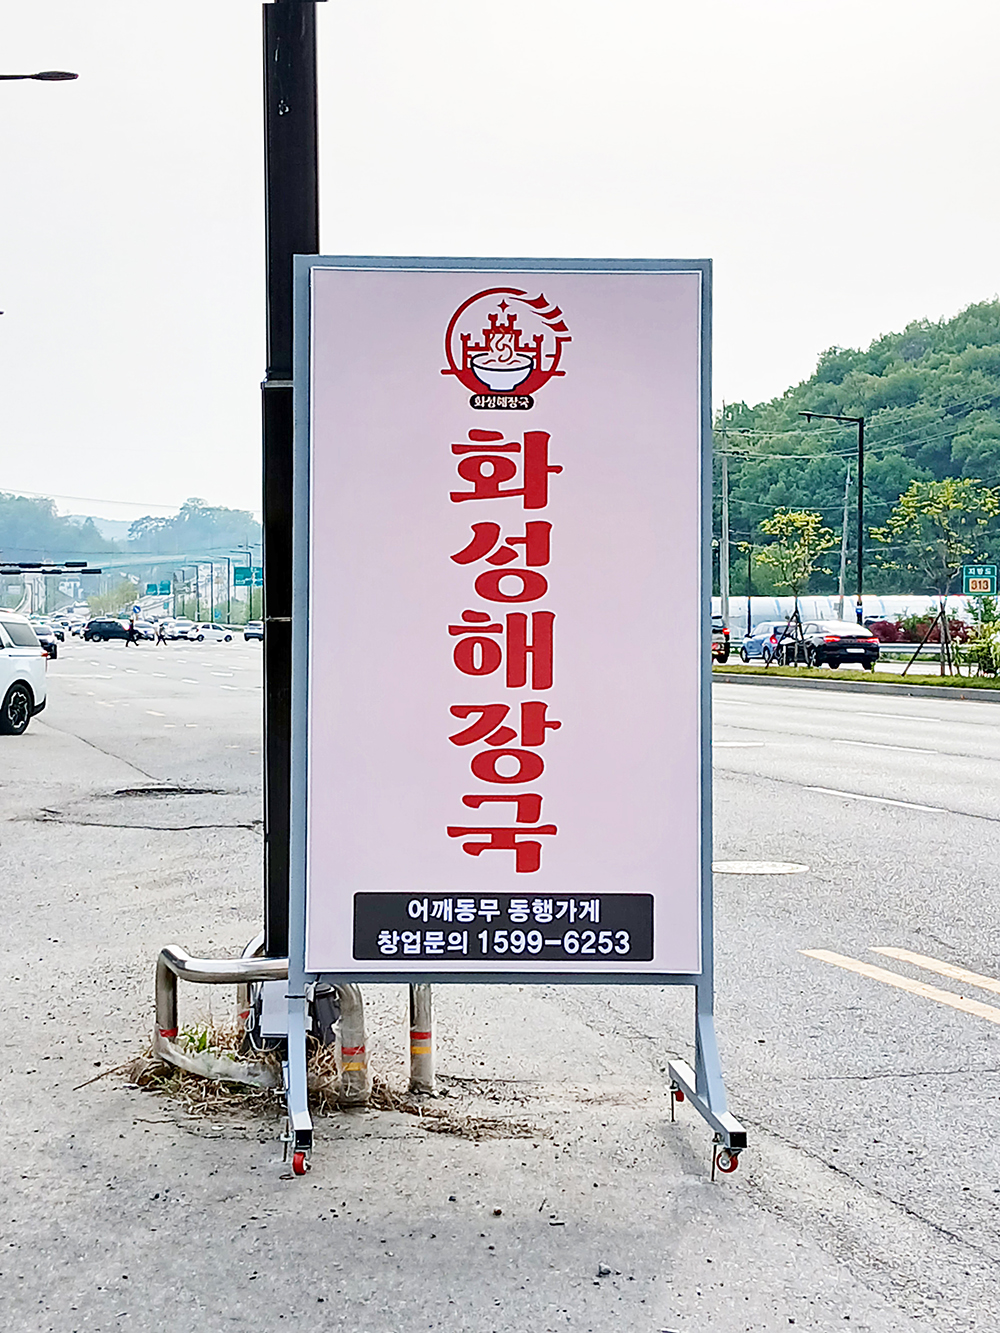 화성해장국
화
성
해
장
국
어깨동무 동행가게
창업문의 1599-6253
지방도
313